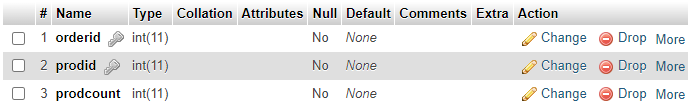 # Name Type Collation Attributes Null Default Comments Extra Action
1 orderid int(11) No None Change Drop More
2 prodid int(11) No None Change Drop More
3 prodcount int(11) No None Change Drop More